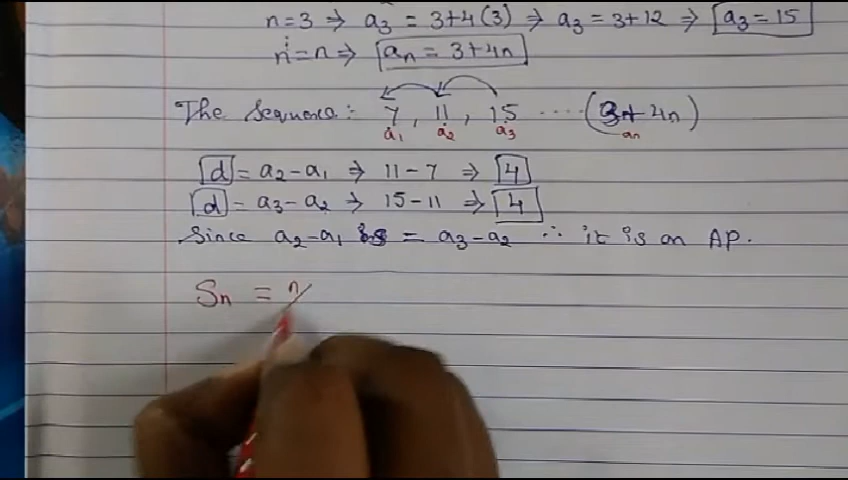 n=3 ⇒ a₃ = 3+4(3) ⇒ a₃ = 3+12 ⇒ a₃ = 15
n=n ⇒ aₙ = 3+4n
The Sequence: 7, 11, 15 ....(3+4n)
a₁ a₂ a₃ aₙ
d = a₂-a₁ ⇒ 11-7 ⇒ 4
d = a₃-a₂ → 15-11 ⇒ 4
Since a₂-a₁ = a₃-a₂ ∴ it is an AP.
Sₙ = n/